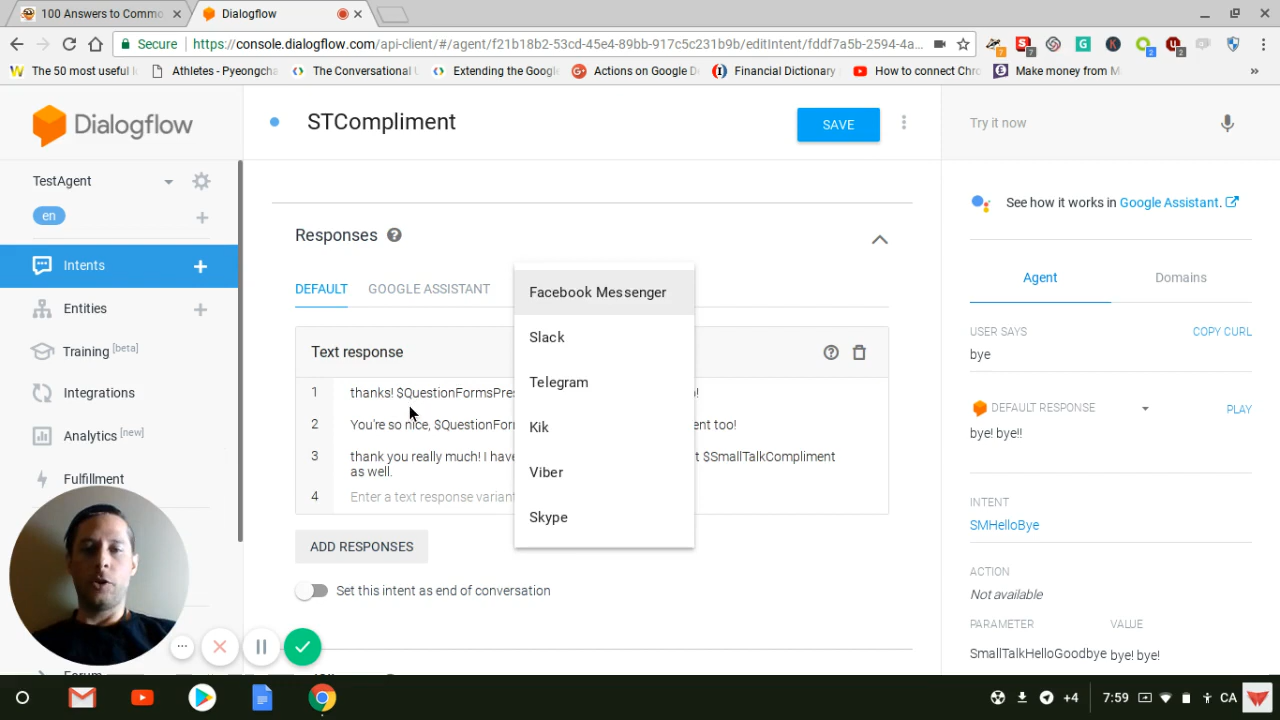 100 Answers to Commo
Dialogflow
Secure
https://console.dialogflow.com/api-client/#/agent/f21b18b2-53cd-45e4-89bb-917c5c231b9b/editIntent/fddf7a5b-2594-4a...
The 50 most useful
Athletes - Pyeongcha
The Conversational
Extending the Google
Actions on Google D
Financial Dictionary
How to connect Chro
Make money from M
»
Dialogflow
STCompliment
SAVE
Try it now
TestAgent
en
See how it works in Google Assistant.
Intents
Entities
Training [beta]
Integrations
Analytics [new]
Fulfillment
Forum
Responses
DEFAULT
GOOGLE ASSISTANT
Facebook Messenger
Slack
Telegram
Kik
Viber
Skype
Text response
1 thanks! $QuestionFormsPres
2 You're so nice, $QuestionFor ent too!
3 thank you really much! I have t $SmallTalkCompliment
as well.
4 Enter a text response variant
ADD RESPONSES
Set this intent as end of conversation
Agent
Domains
USER SAYS
COPY CURL
bye
DEFAULT RESPONSE
PLAY
bye! bye!!
INTENT
SMHelloBye
ACTION
Not available
PARAMETER
VALUE
SmallTalkHelloGoodbye
bye! bye!
+4
7:59
CA